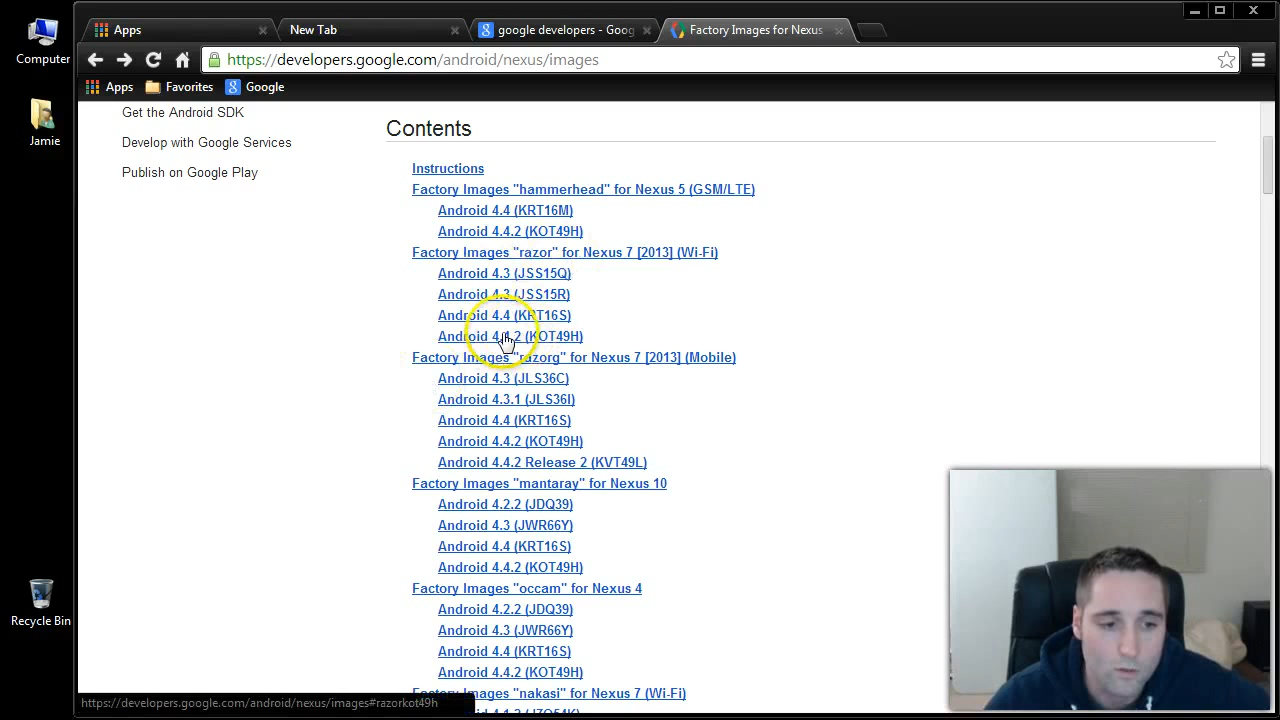 Computer
Jamie
Recycle Bin
Apps
New Tab
google developers - Goog
Factory Images for Nexus
https://developers.google.com/android/nexus/images
Apps
Favorites
Google
Get the Android SDK
Develop with Google Services
Publish on Google Play
Contents
Instructions
Factory Images "hammerhead" for Nexus 5 (GSM/LTE)
Android 4.4 (KRT16M)
Android 4.4.2 (KOT49H)
Factory Images "razor" for Nexus 7 [2013] (Wi-Fi)
Android 4.3 (JSS15Q)
Android 4.3 (JSS15R)
Android 4.4 (KRT16S)
Android 4.4.2 (KOT49H)
Factory Images "razorg" for Nexus 7 [2013] (Mobile)
Android 4.3 (JLS36C)
Android 4.3.1 (JLS36I)
Android 4.4 (KRT16S)
Android 4.4.2 (KOT49H)
Android 4.4.2 Release 2 (KVT49L)
Factory Images "mantaray" for Nexus 10
Android 4.2.2 (JDQ39)
Android 4.3 (JWR66Y)
Android 4.4 (KRT16S)
Android 4.4.2 (KOT49H)
Factory Images "occam" for Nexus 4
Android 4.2.2 (JDQ39)
Android 4.3 (JWR66Y)
Android 4.4 (KRT16S)
Android 4.4.2 (KOT49H)
Factory Images "nakasi" for Nexus 7 (Wi-Fi)
https://developers.google.com/android/nexus/images#razorkot49h